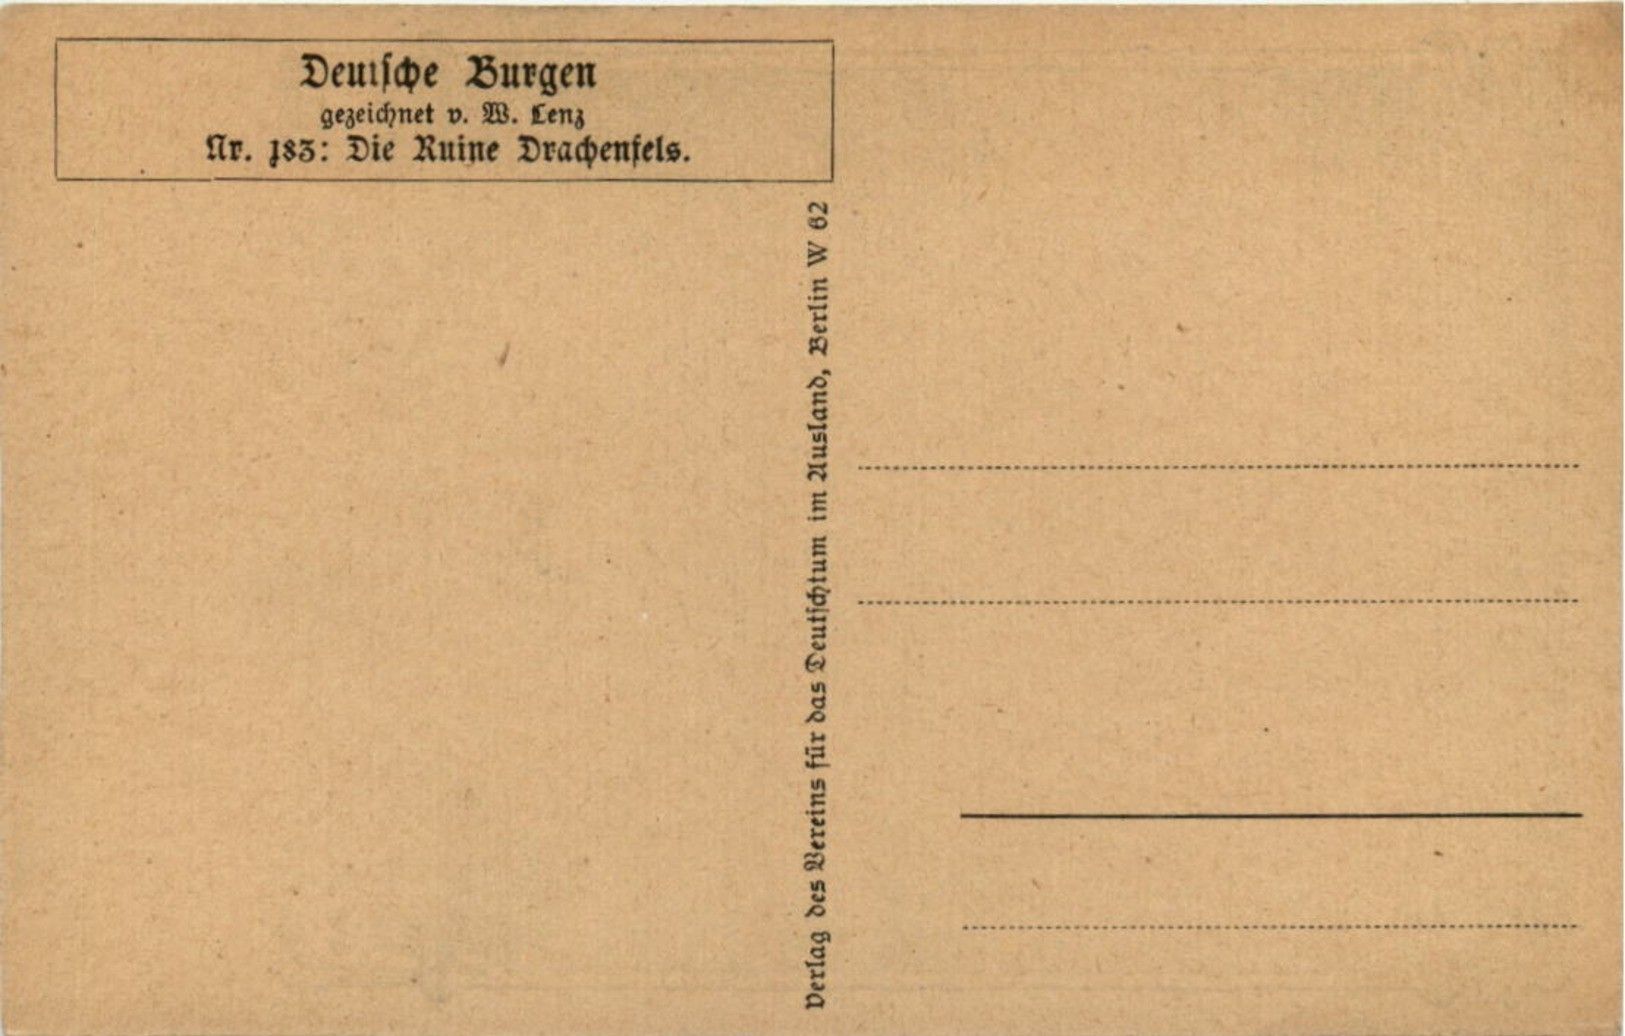 Deutsche Burgen
gezeichnet v. W. Lenz
Nr. 183: Die Ruine Drachenfels.
Verlag des Vereins für das Deutschtum im Ausland, Berlin W 62